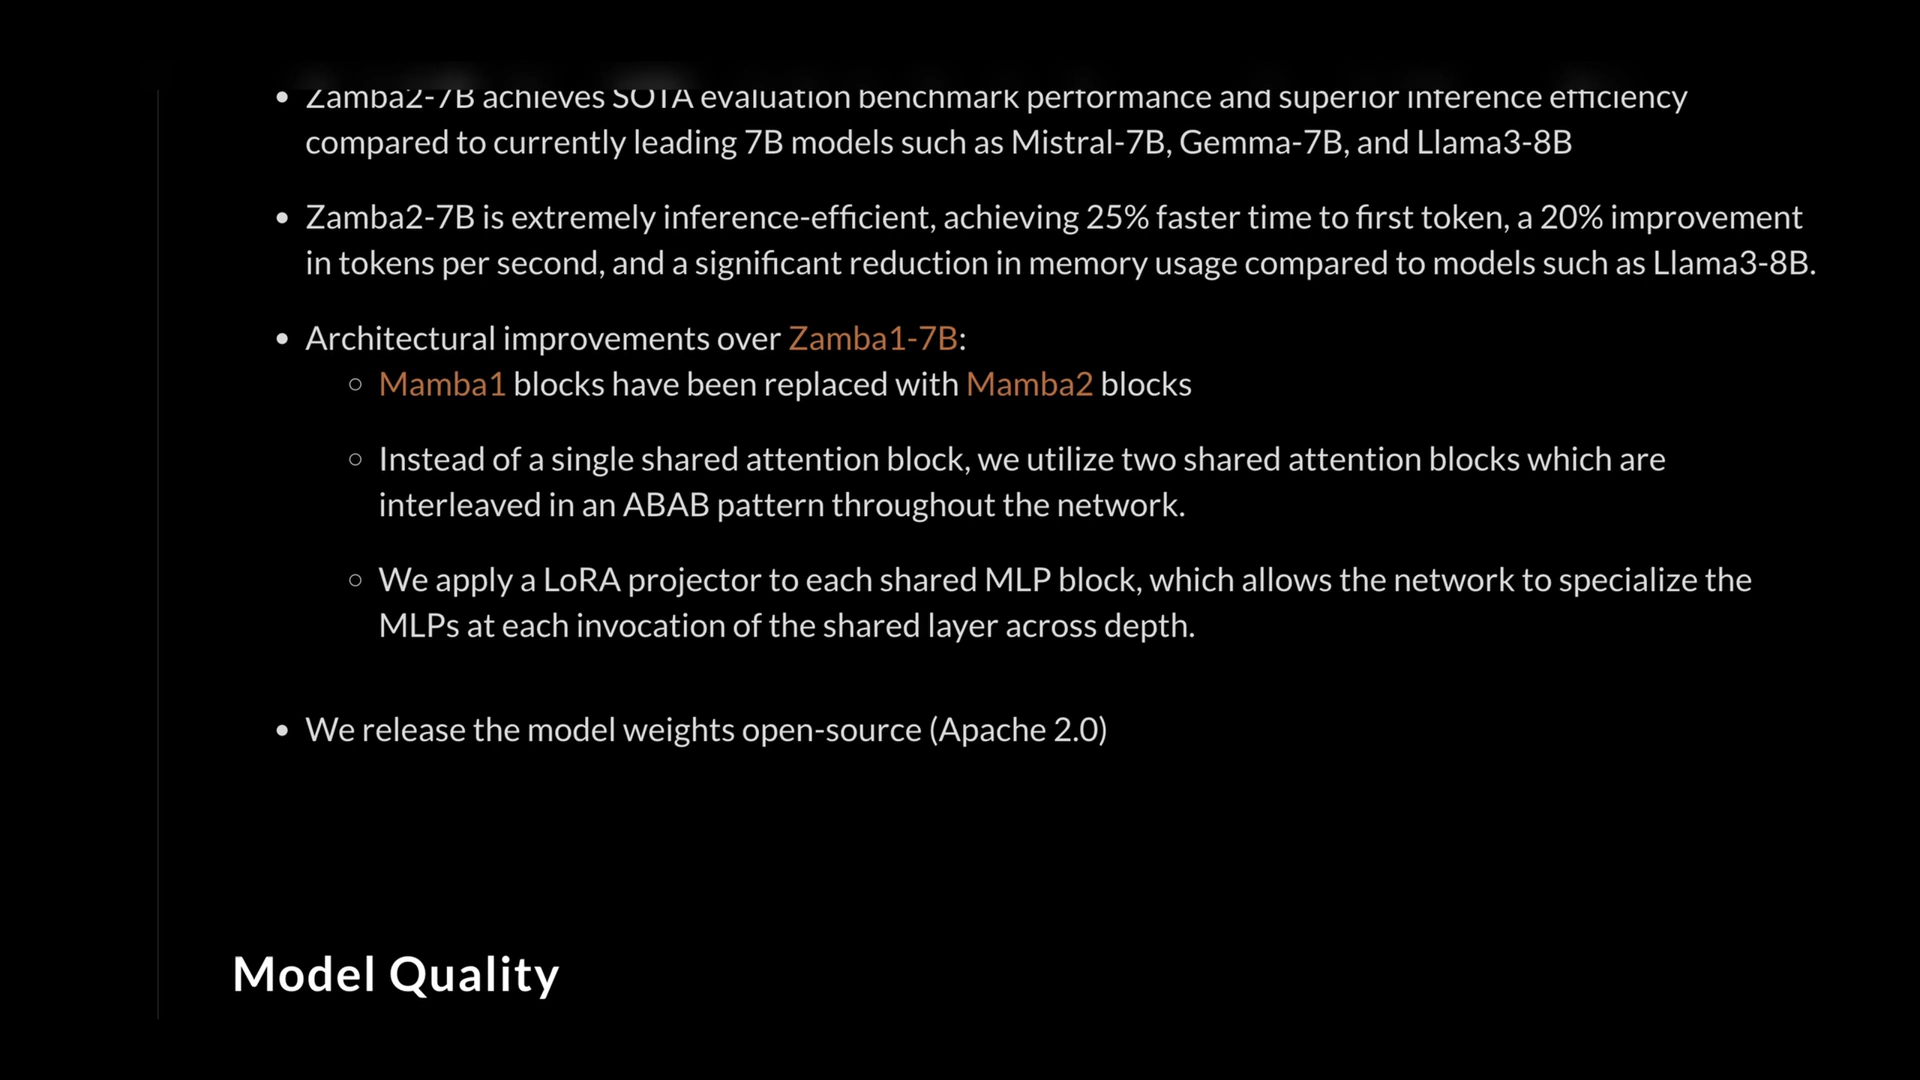 • Zamba2-7B achieves SOTA evaluation benchmark performance and superior inference efficiency
compared to currently leading 7B models such as Mistral-7B, Gemma-7B, and Llama3-8B
• Zamba2-7B is extremely inference-efficient, achieving 25% faster time to first token, a 20% improvement
in tokens per second, and a significant reduction in memory usage compared to models such as Llama3-8B.
• Architectural improvements over Zamba1-7B:
○ Mamba1 blocks have been replaced with Mamba2 blocks
○ Instead of a single shared attention block, we utilize two shared attention blocks which are
interleaved in an ABAB pattern throughout the network.
○ We apply a LoRA projector to each shared MLP block, which allows the network to specialize the
MLPs at each invocation of the shared layer across depth.
• We release the model weights open-source (Apache 2.0)
Model Quality